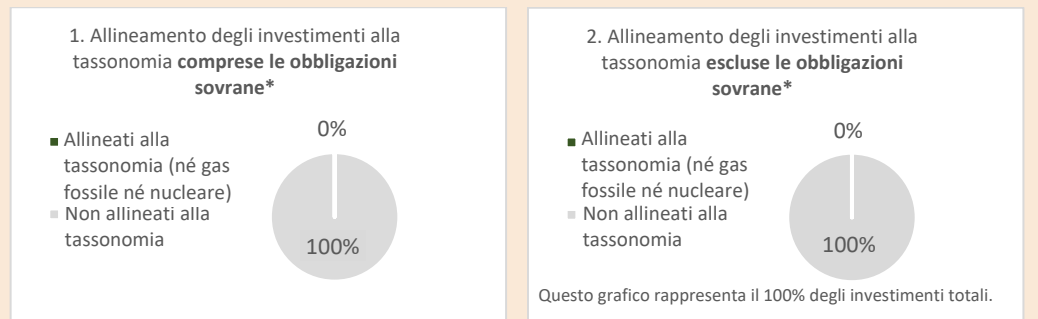 1. Allineamento degli investimenti alla
tassonomia comprese le obbligazioni
sovrane*
Allineati alla
tassonomia (né gas
fossile né nucleare)
Non allineati alla
tassonomia
0%
100%
2. Allineamento degli investimenti alla
tassonomia escluse le obbligazioni
sovrane*
Allineati alla
tassonomia (né gas
fossile né nucleare)
Non allineati alla
tassonomia
0%
100%
Questo grafico rappresenta il 100% degli investimenti totali.